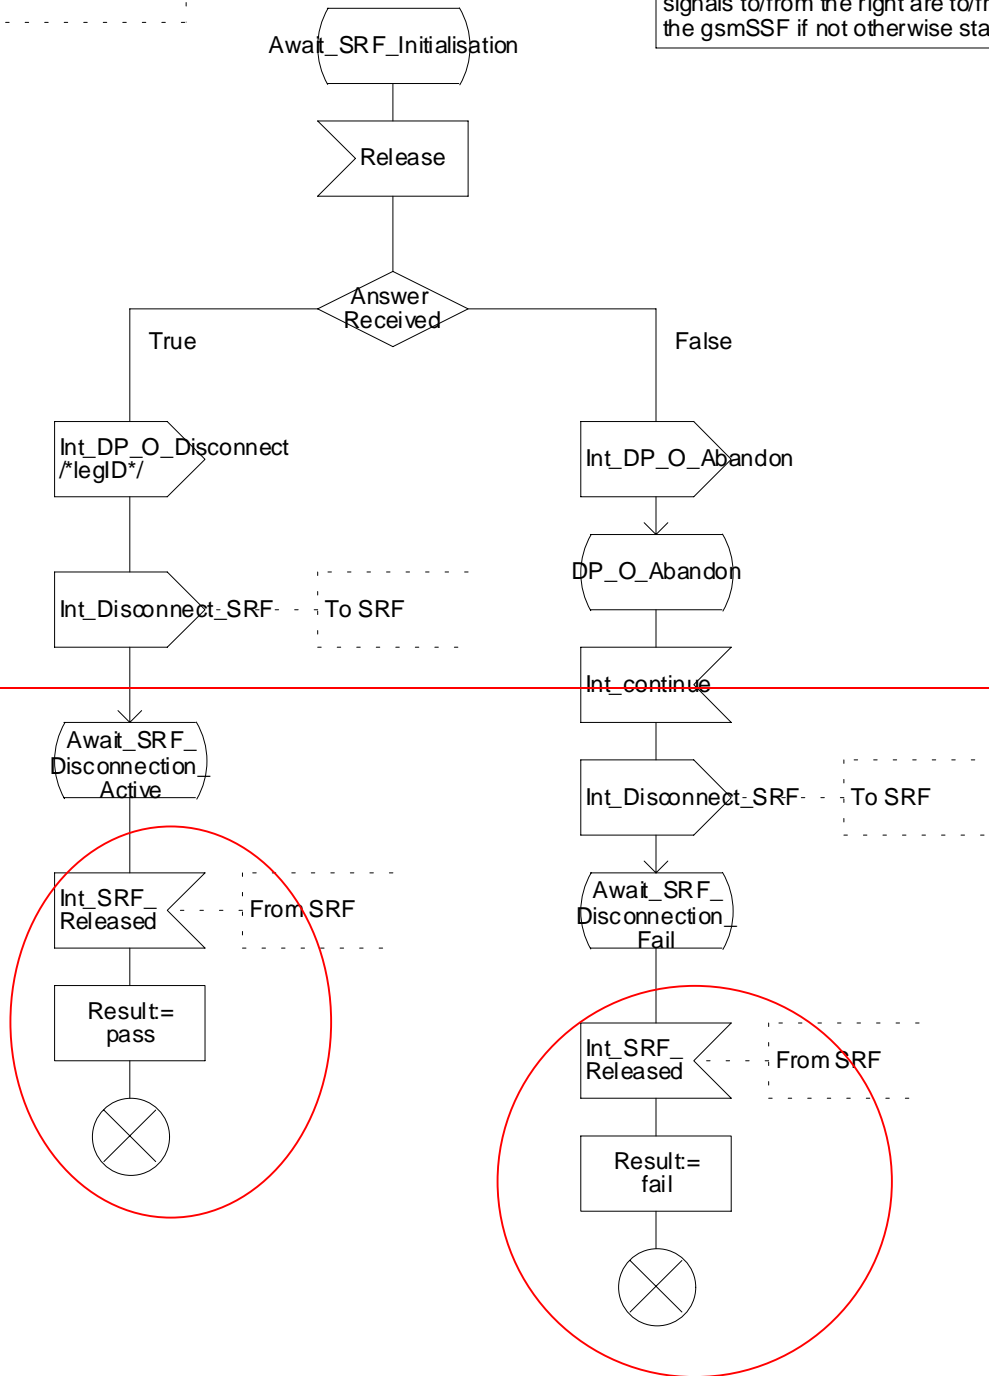 signals to/from the right are to/fr
the gsmSSF if not otherwise sta
Await_SRF_Initialisation
Release
Answer
Received
True
False
Int_DP_O_Disconnect
/*legID*/
Int_DP_O_Abandon
DP_O_Abandon
Int_Disconnect_SRF
To SRF
Int_continue
Await_SRF_
Disconnection_
Active
Int_Disconnect_SRF
To SRF
Int_SRF_
Released
From SRF
Await_SRF_
Disconnection_
Fail
Result:=
pass
Int_SRF_
Released
From SRF
Result:=
fail